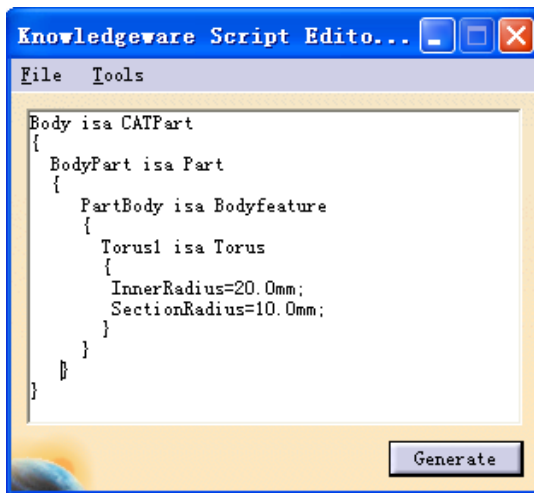 Knowledgeware Script Edito...
File Tools
Body isa CATPart
{
BodyPart isa Part
{
PartBody isa Bodyfeature
{
Torus1 isa Torus
{
InnerRadius=20.0mm;
SectionRadius=10.0mm;
}
}
}
}
Generate